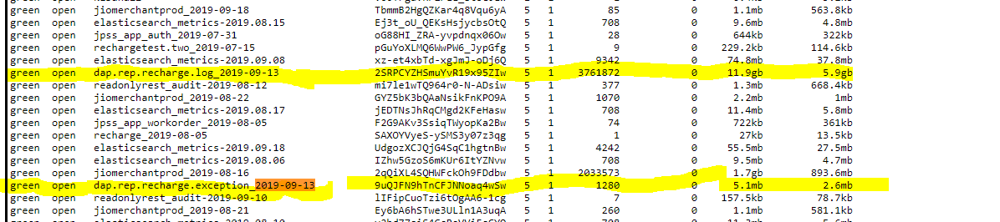 green open jiomerchantprod_2019-09-18 TbmmB2HgQZKar4q8Vqu6yA 5 1 85 0 1.1mb 563.8kb
green open elasticsearch_metrics-2019.08.15 Ej3t_oU_QEKsHsjycbsOtQ 5 1 708 0 9.6mb 4.8mb
green open jpss_app_auth_2019-07-31 oG88HI_ZRA-yvpdnqx06Ow 5 1 28 0 644kb 322kb
green open rechargetest.two_2019-07-15 pGuYoXLMQ6WwPW6_JypGfg 5 1 9 0 229.2kb 114.6kb
green open elasticsearch_metrics-2019.09.08 xz-et4xbTd-xgJmJ-oDj6Q 5 1 9342 0 74.8mb 37.8mb
green open dap.rep.recharge.log_2019-09-13 2SRPCYZHSmuYvR19x95ZIw 5 1 3761872 0 11.9gb 5.9gb
green open readonlyrest_audit-2019-08-12 mi7le1wTQ964r0-N-ADsiw 5 1 377 0 1.3mb 668.4kb
green open jiomerchantprod_2019-08-22 GYZ5bK3bQAaNsikFnKPO9A 5 1 1070 0 2.2mb 1mb
green open elasticsearch_metrics-2019.08.17 jEDTNsJhRqCMgd2KFeHasw 5 1 708 0 11.4mb 5.8mb
green open jpss_app_workorder_2019-08-05 F2G9AKv3SsiqTWyopKa2Bw 5 1 74 0 722kb 361kb
green open recharge_2019-08-05 SAXOYVyeS-ySMS3y07z3qg 5 1 1 0 27kb 13.5kb
green open elasticsearch_metrics-2019.09.18 UdgozXCJQjG4SqC1hgtnBw 5 1 4242 0 55.5mb 27.5mb
green open elasticsearch_metrics-2019.08.06 IZhw5GzoS6mKUr6ItYZNvw 5 1 708 0 9.5mb 4.7mb
green open jiomerchantprod_2019-08-16 2qQiXL4SQHWFckOh9FDdbw 5 1 2033573 0 1.7gb 893.6mb
green open dap.rep.recharge.exception_2019-09-13 9uQJFN9hTnCFJNNoaq4wSw 5 1 1280 0 5.1mb 2.6mb
green open readonlyrest_audit-2019-09-10 lIFipCuoTzi6tOgAA6-1cg 5 1 7 0 157.5kb 78.7kb
green open jiomerchantprod_2019-08-21 Ey6bA6hSTwe3ULln1A3uqA 5 1 260 0 1.1mb 581.1kb